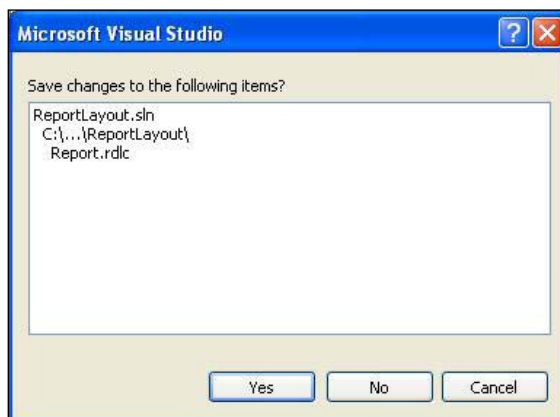 Microsoft Visual Studio
Save changes to the following items?
ReportLayout.sln
C:\...\ReportLayout\
Report.rdlc
Yes No Cancel